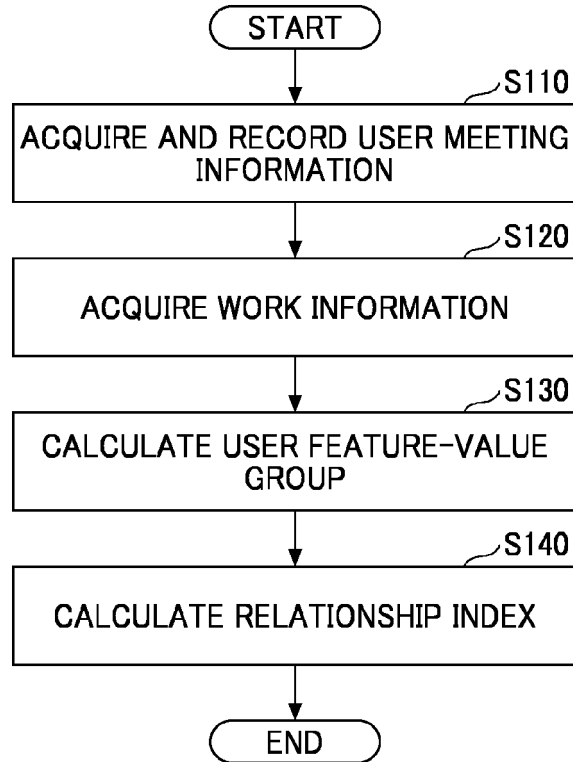 START
S110
ACQUIRE AND RECORD USER MEETING
INFORMATION
S120
ACQUIRE WORK INFORMATION
S130
CALCULATE USER FEATURE-VALUE
GROUP
S140
CALCULATE RELATIONSHIP INDEX
END